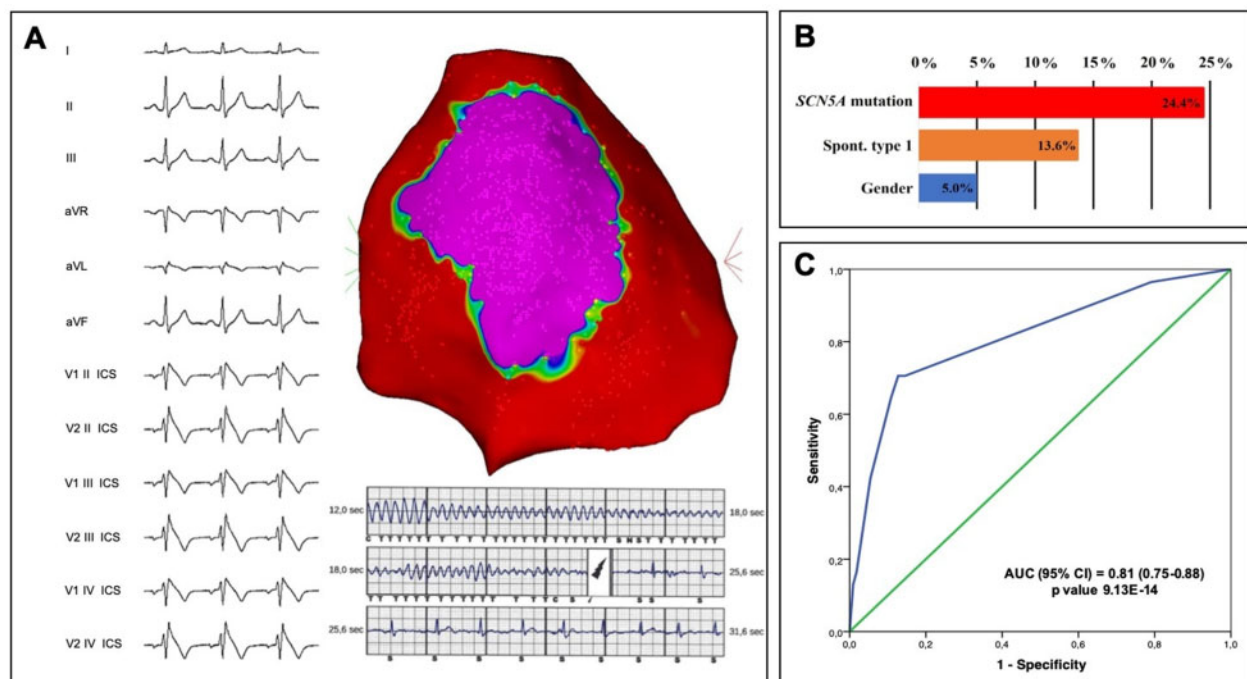 A
I
II
III
aVR
aVL
aVF
V1 II ICS
V2 II ICS
V1 III ICS
V2 III ICS
V1 IV ICS
V2 IV ICS
12,0 sec
18,0 sec
18,0 sec
25,6 sec
25,6 sec
31,6 sec
B
0% 5% 10% 15% 20% 25%
SCN5A mutation 24.4%
Spont. type 1 13.6%
Gender 5.0%
C
Sensitivity
1,0
0,8
0,6
0,4
0,2
0,0
AUC (95% CI) = 0.81 (0.75-0.88)
p value 9.13E-14
0,0 0,2 0,4 0,6 0,8 1,0
1 - Specificity